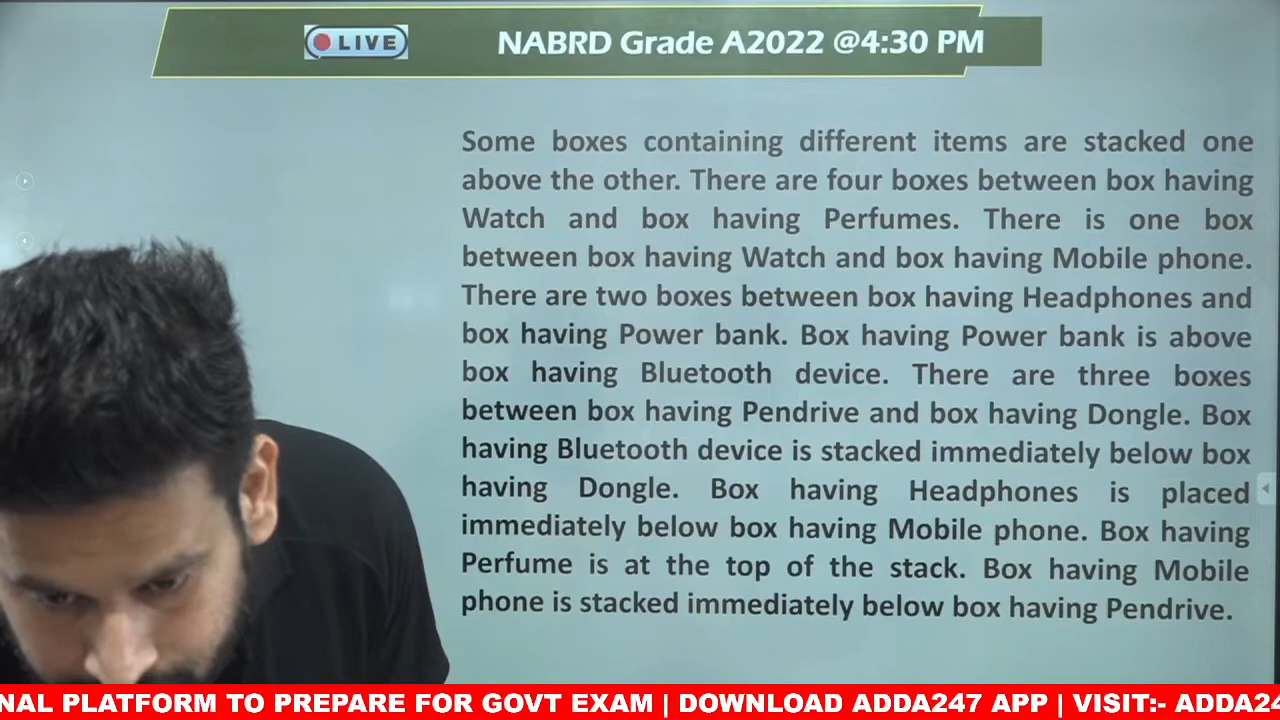 LIVE
NABRD Grade A2022 @4:30 PM
Some boxes containing different items are stacked one
above the other. There are four boxes between box having
Watch and box having Perfumes. There is one box
between box having Watch and box having Mobile phone.
There are two boxes between box having Headphones and
box having Power bank. Box having Power bank is above
box having Bluetooth device. There are three boxes
between box having Pendrive and box having Dongle. Box
having Bluetooth device is stacked immediately below box
having Dongle. Box having Headphones is placed
immediately below box having Mobile phone. Box having
Perfume is at the top of the stack. Box having Mobile
phone is stacked immediately below box having Pendrive.
NAL PLATFORM TO PREPARE FOR GOVT EXAM | DOWNLOAD ADDA247 APP | VISIT:- ADDA24